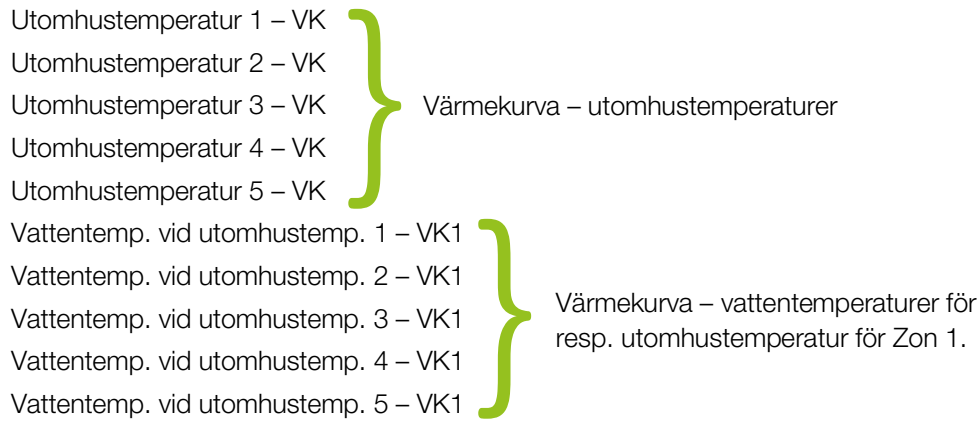 Utomhustemperatur 1 – VK
Utomhustemperatur 2 – VK
Utomhustemperatur 3 – VK
Utomhustemperatur 4 – VK
Utomhustemperatur 5 – VK
Värmekurva – utomhustemperaturer
Vattentemp. vid utomhustemp. 1 – VK1
Vattentemp. vid utomhustemp. 2 – VK1
Vattentemp. vid utomhustemp. 3 – VK1
Vattentemp. vid utomhustemp. 4 – VK1
Vattentemp. vid utomhustemp. 5 – VK1
Värmekurva – vattentemperaturer för
resp. utomhustemperatur för Zon 1.